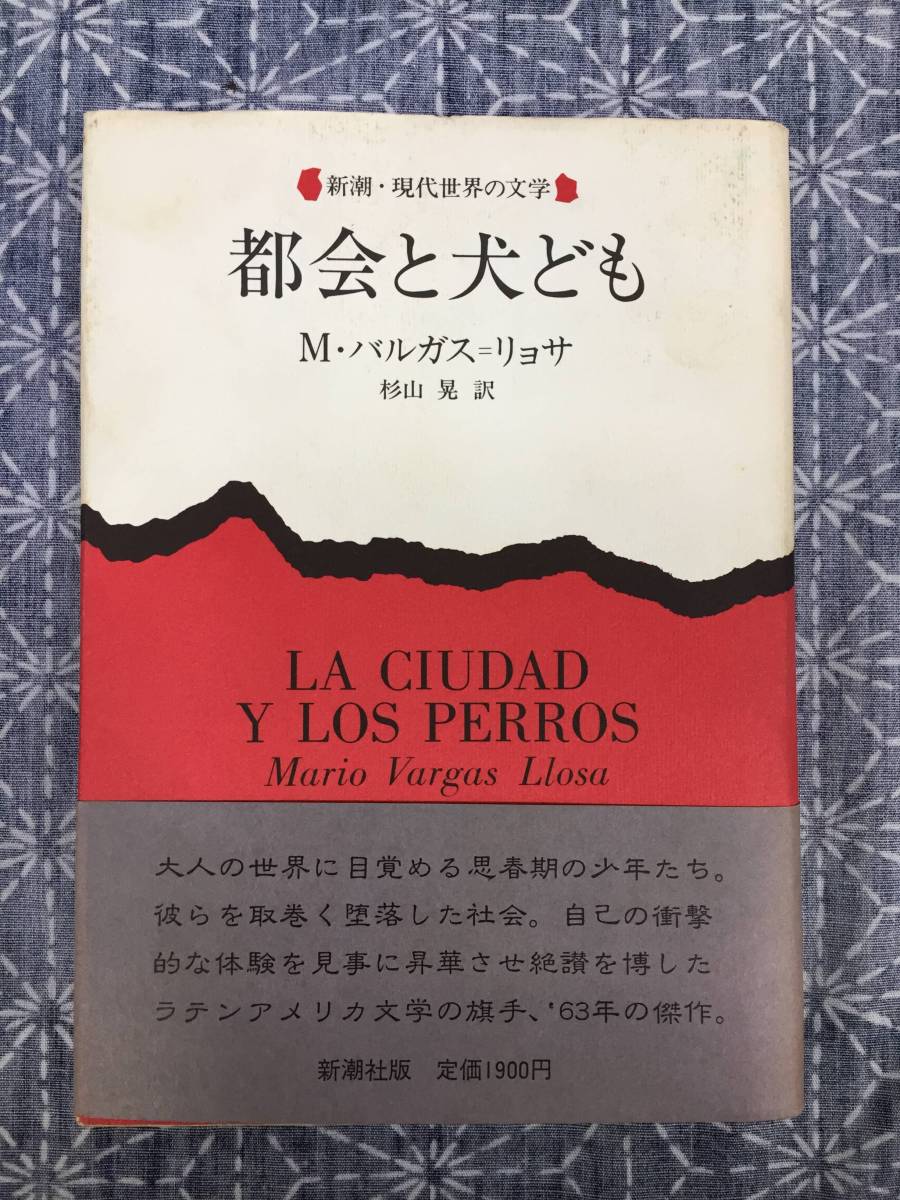 新潮・現代世界の文学
都会と犬ども
M・バルガス=リョサ
杉山 晃 訳
LA CIUDAD
Y LOS PERROS
Mario Vargas Llosa
大人の世界に目覚める思春期の少年たち。
彼らを取巻く堕落した社会。自己の衝撃
的な体験を見事に昇華させ絶讃を博した
ラテンアメリカ文学の旗手、'63年の傑作。
新潮社版 定価1900円